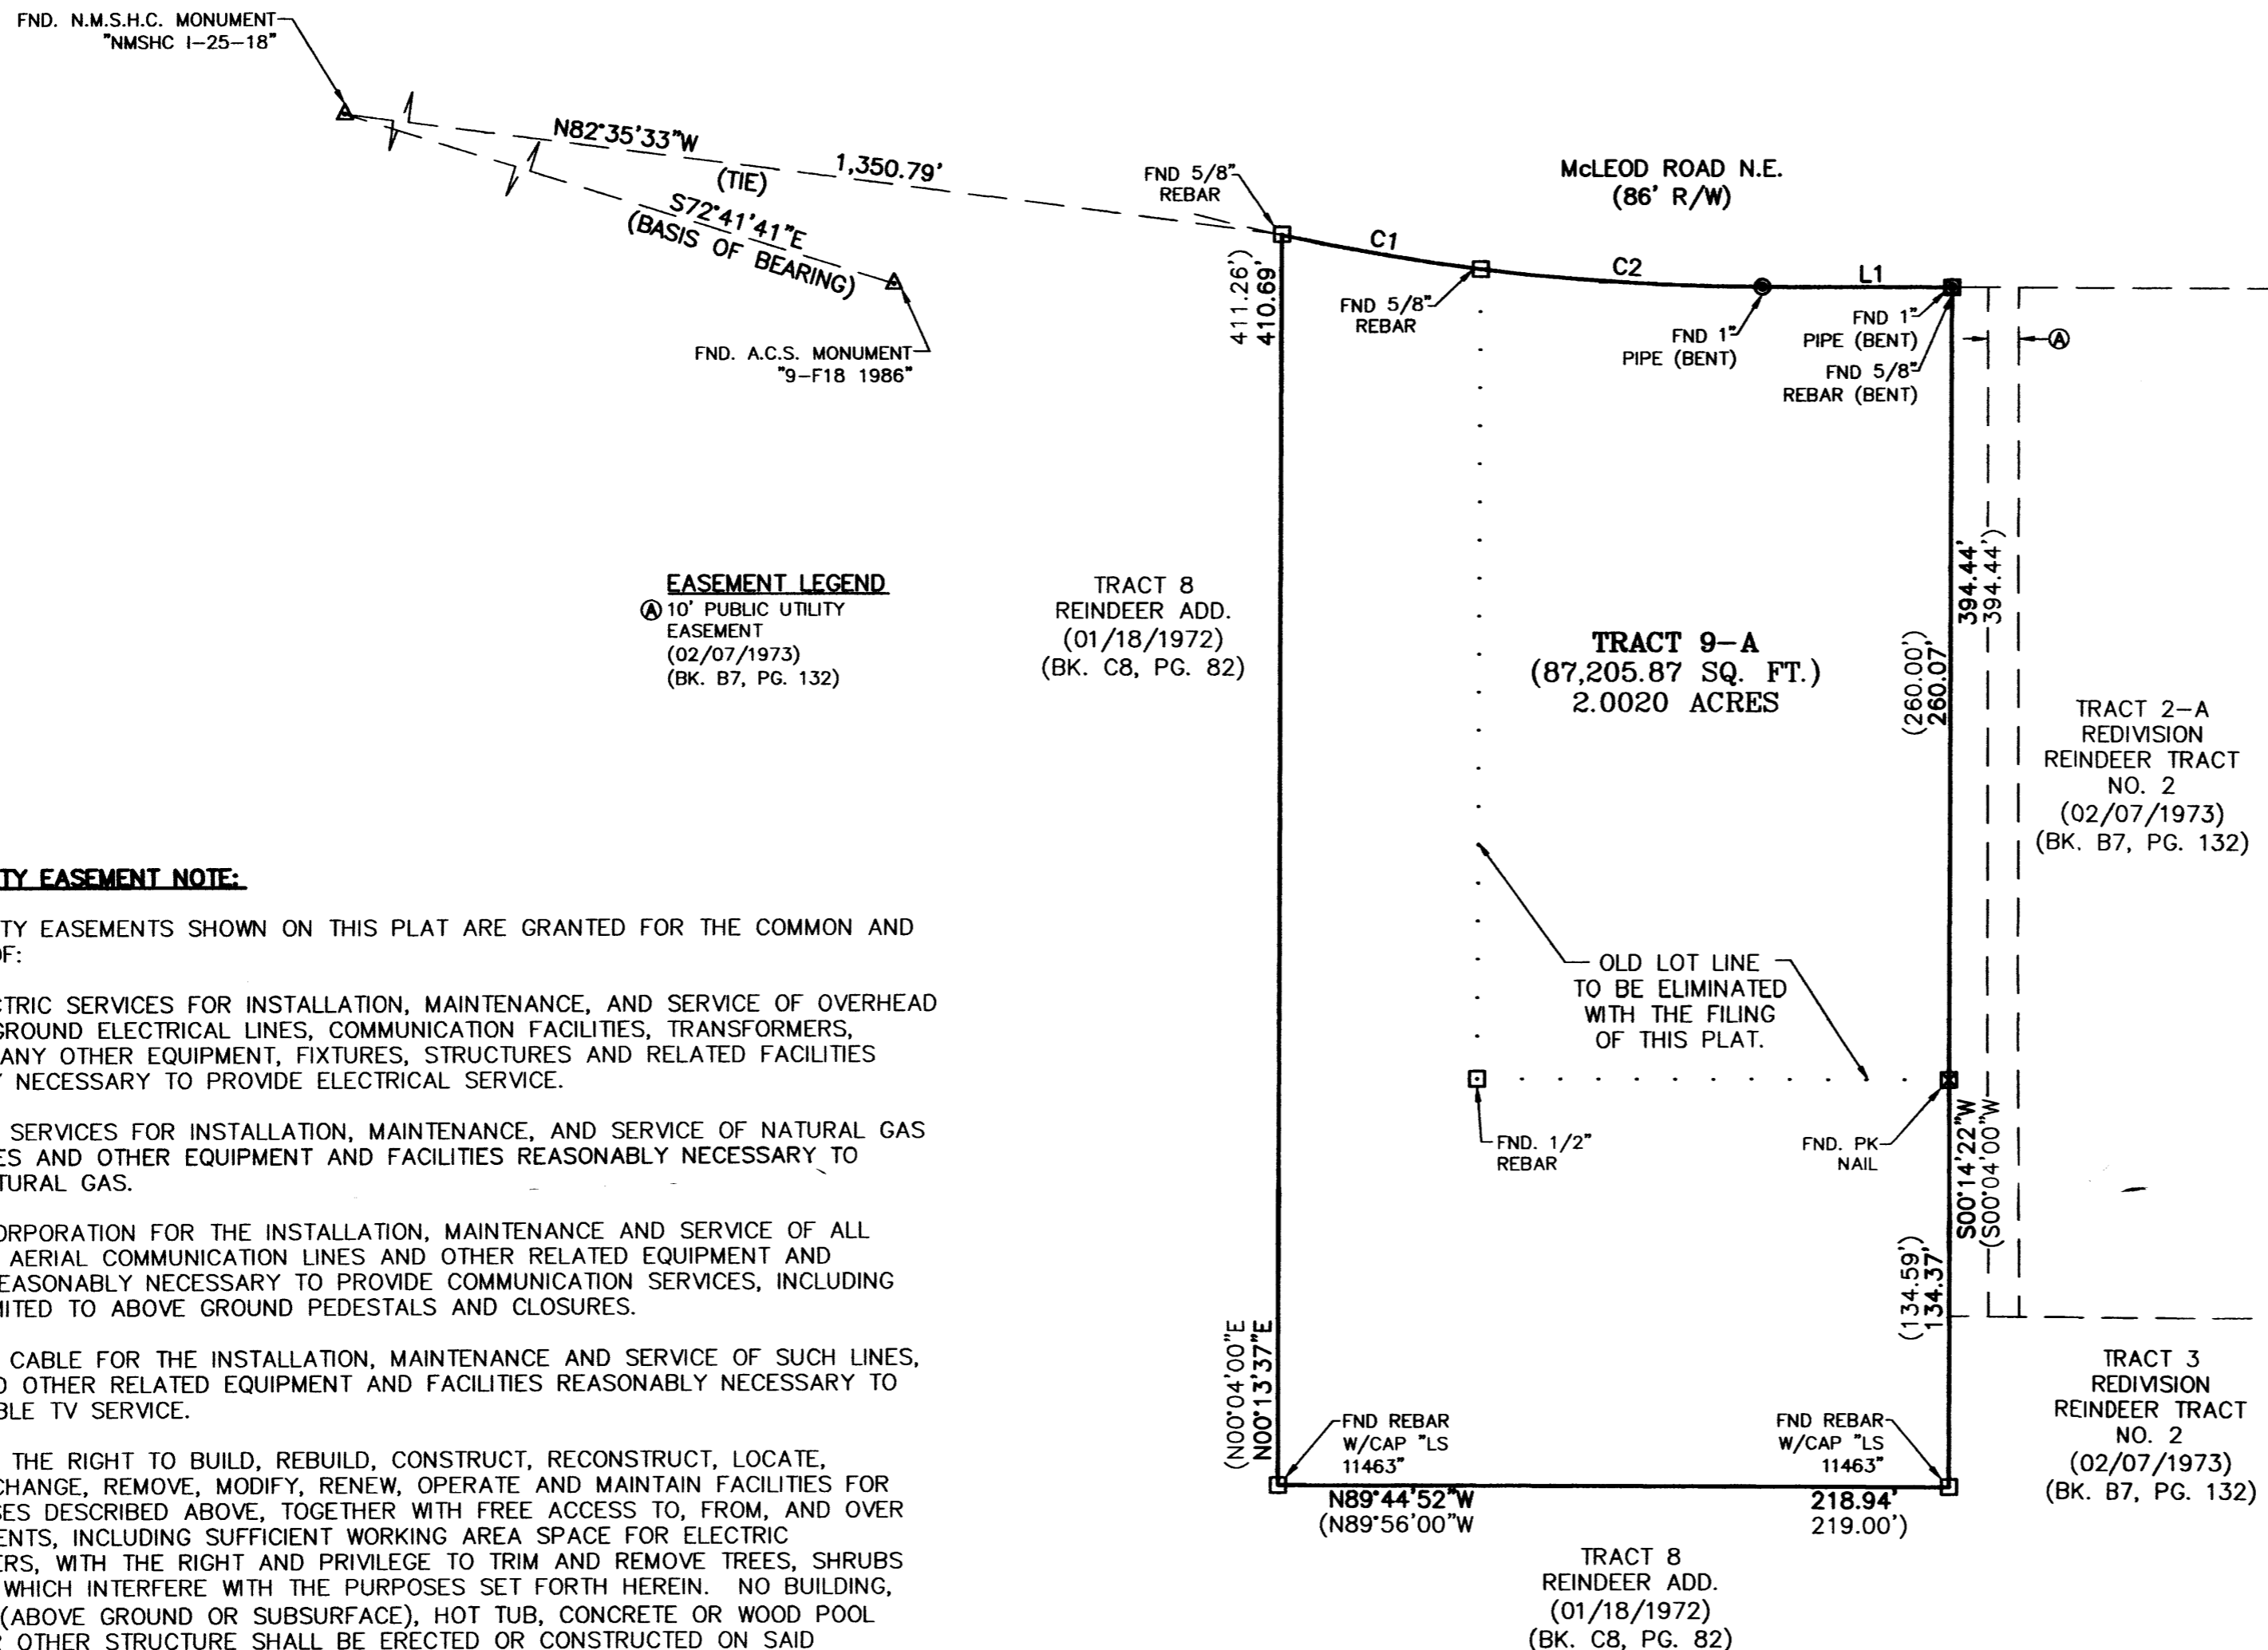 FND. N.M.S.H.C. MONUMENT
"NMSHC I-25-18"
N82°35'33"W
1,350.79'
(TIE)
S72°41'41"E
(BASIS OF BEARING)
FND. A.C.S. MONUMENT
"9-F18 1986"
FND 5/8"
REBAR
McLEOD ROAD N.E.
(86' R/W)
C1
C2
L1
FND 5/8"
REBAR
FND 1"
PIPE (BENT)
FND 1"
PIPE (BENT)
FND 5/8"
REBAR (BENT)
A
411.26')
410.69'
EASEMENT LEGEND
A 10' PUBLIC UTILITY
EASEMENT
(02/07/1973)
(BK. B7, PG. 132)
TRACT 8
REINDEER ADD.
(01/18/1972)
(BK. C8, PG. 82)
TRACT 9-A
(87,205.87 SQ. FT.)
2.0020 ACRES
(260.00')
260.07'
394.44'
394.44')
TRACT 2-A
REDIVISION
REINDEER TRACT
NO. 2
(02/07/1973)
(BK. B7, PG. 132)
OLD LOT LINE
TO BE ELIMINATED
WITH THE FILING
OF THIS PLAT.
FND. 1/2"
REBAR
FND. PK
NAIL
S00°14'22"W
(S00°04'00"W
(134.59')
134.37'
(N00°04'00"E
N00°13'37"E
FND REBAR
W/CAP "LS
11463"
FND REBAR
W/CAP "LS
11463"
N89°44'52"W
(N89°56'00"W
218.94'
219.00')
TRACT 8
REINDEER ADD.
(01/18/1972)
(BK. C8, PG. 82)
TRACT 3
REDIVISION
REINDEER TRACT
NO. 2
(02/07/1973)
(BK. B7, PG. 132)
TY EASEMENT NOTE:
TY EASEMENTS SHOWN ON THIS PLAT ARE GRANTED FOR THE COMMON AND
OF:
CTRIC SERVICES FOR INSTALLATION, MAINTENANCE, AND SERVICE OF OVERHEAD
GROUND ELECTRICAL LINES, COMMUNICATION FACILITIES, TRANSFORMERS,
ANY OTHER EQUIPMENT, FIXTURES, STRUCTURES AND RELATED FACILITIES
Y NECESSARY TO PROVIDE ELECTRICAL SERVICE.
SERVICES FOR INSTALLATION, MAINTENANCE, AND SERVICE OF NATURAL GAS
ES AND OTHER EQUIPMENT AND FACILITIES REASONABLY NECESSARY TO
TURAL GAS.
ORPORATION FOR THE INSTALLATION, MAINTENANCE AND SERVICE OF ALL
AERIAL COMMUNICATION LINES AND OTHER RELATED EQUIPMENT AND
EASONABLY NECESSARY TO PROVIDE COMMUNICATION SERVICES, INCLUDING
MITED TO ABOVE GROUND PEDESTALS AND CLOSURES.
CABLE FOR THE INSTALLATION, MAINTENANCE AND SERVICE OF SUCH LINES,
D OTHER RELATED EQUIPMENT AND FACILITIES REASONABLY NECESSARY TO
BLE TV SERVICE.
THE RIGHT TO BUILD, REBUILD, CONSTRUCT, RECONSTRUCT, LOCATE,
CHANGE, REMOVE, MODIFY, RENEW, OPERATE AND MAINTAIN FACILITIES FOR
SES DESCRIBED ABOVE, TOGETHER WITH FREE ACCESS TO, FROM, AND OVER
ENTS, INCLUDING SUFFICIENT WORKING AREA SPACE FOR ELECTRIC
ERS, WITH THE RIGHT AND PRIVILEGE TO TRIM AND REMOVE TREES, SHRUBS
WHICH INTERFERE WITH THE PURPOSES SET FORTH HEREIN. NO BUILDING,
(ABOVE GROUND OR SUBSURFACE), HOT TUB, CONCRETE OR WOOD POOL
R OTHER STRUCTURE SHALL BE ERECTED OR CONSTRUCTED ON SAID